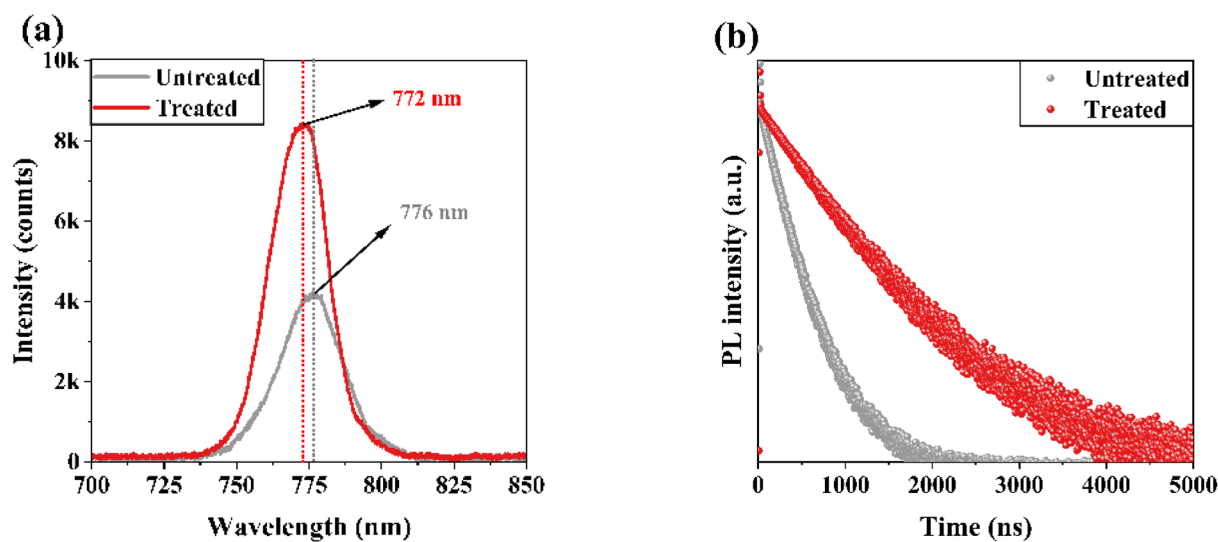 (a)
10k
8k
6k
4k
2k
0
Untreated
Treated
772 nm
776 nm
700 725 750 775 800 825 850
Wavelength (nm)
Intensity (counts)
(b)
Untreated
Treated
PL intensity (a.u.)
0 1000 2000 3000 4000 5000
Time (ns)